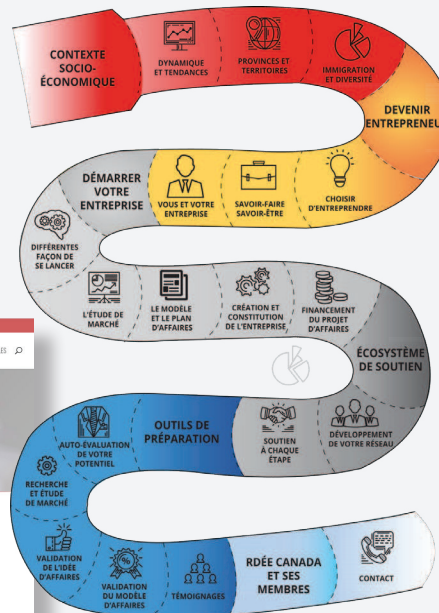 CONTEXTE
SOCIO-
ÉCONOMIQUE
DYNAMIQUE
ET TENDANCES
PROVINCES ET
TERRITOIRES
IMMIGRATION
ET DIVERSITÉ
DEVENIR
ENTREPRENEU
CHOISIR
D'ENTREPRENDRE
SAVOIR-FAIRE
SAVOIR-ÊTRE
VOUS ET VOTRE
ENTREPRISE
DÉMARRER
VOTRE
ENTREPRISE
DIFFÉRENTES
FAÇON DE
SE LANCER
L'ÉTUDE DE
MARCHÉ
LE MODÈLE
ET LE PLAN
D'AFFAIRES
CRÉATION ET
CONSTITUTION
DE L'ENTREPRISE
FINANCEMENT
DU PROJET
D'AFFAIRES
ÉCOSYSTÈME
DE SOUTIEN
DÉVELOPPEMENT
DE VOTRE RÉSEAU
SOUTIEN
À CHAQUE
ÉTAPE
OUTILS DE
PRÉPARATION
AUTO-ÉVALUATION
DE VOTRE
POTENTIEL
RECHERCHE
ET ÉTUDE
DE MARCHÉ
VALIDATION
DE L'IDÉE
D'AFFAIRES
VALIDATION
DU MODÈLE
D'AFFAIRES
TÉMOIGNAGES
RDÉE CANADA
ET SES
MEMBRES
CONTACT